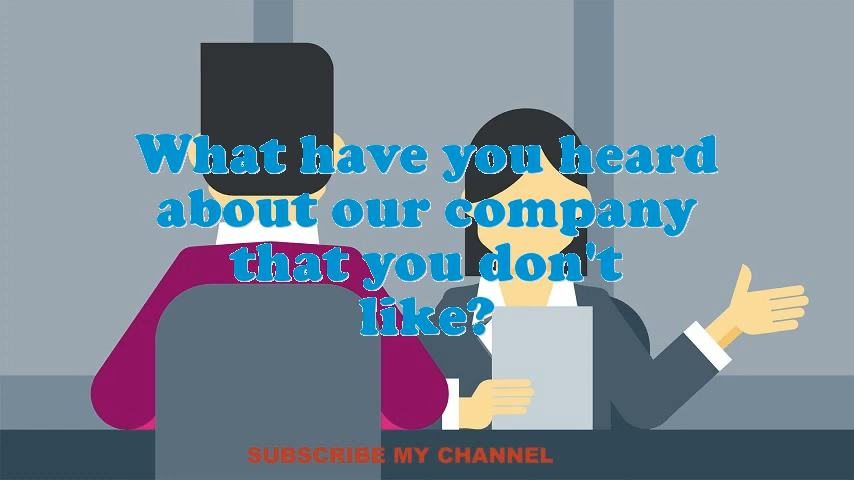 What have you heard
about our company
that you don't
like?
SUBSCRIBE MY CHANNEL